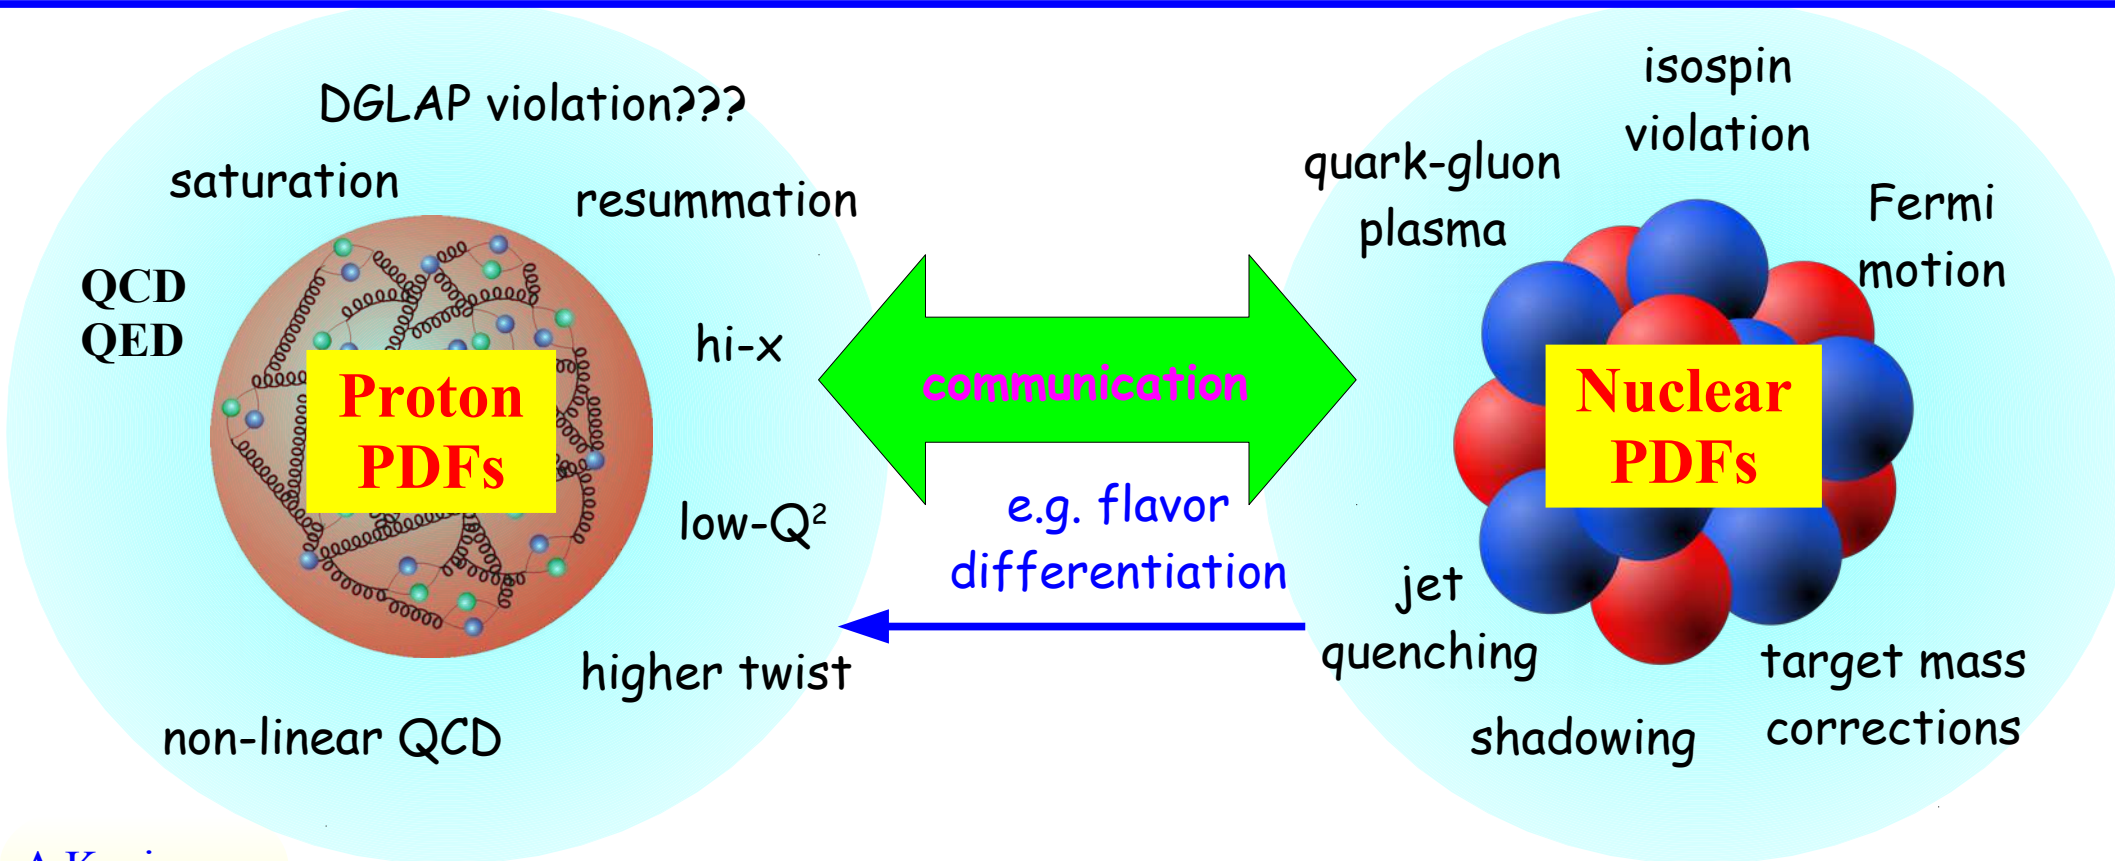 DGLAP violation???
saturation
resummation
QCD
QED
hi-x
Proton
PDFs
low-Q²
higher twist
non-linear QCD
communication
e.g. flavor
differentiation
isospin
violation
quark-gluon
plasma
Fermi
motion
Nuclear
PDFs
jet
quenching
target mass
corrections
shadowing